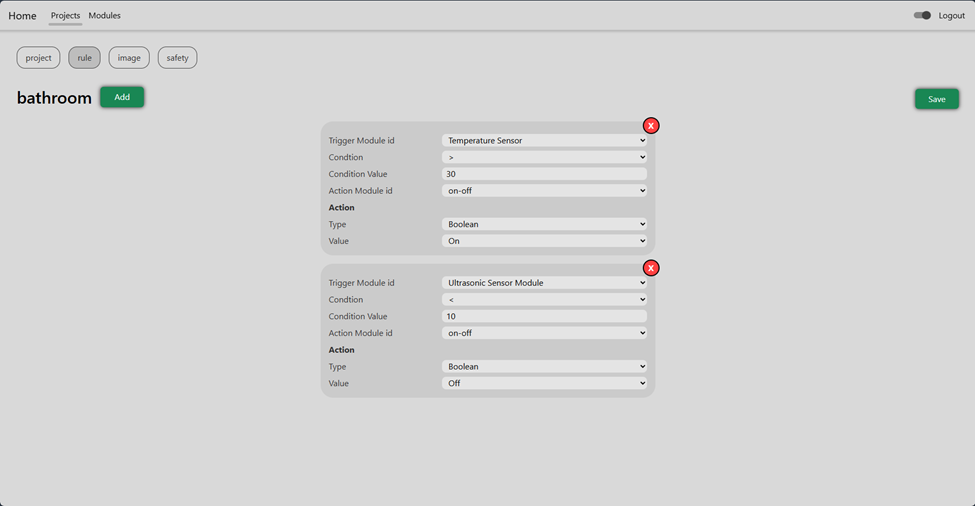 Home Projects Modules Logout
project rule image safety
bathroom Add Save
X
Trigger Module id Temperature Sensor
Condtion >
Condition Value 30
Action Module id on-off
Action
Type Boolean
Value On
X
Trigger Module id Ultrasonic Sensor Module
Condtion <
Condition Value 10
Action Module id on-off
Action
Type Boolean
Value Off